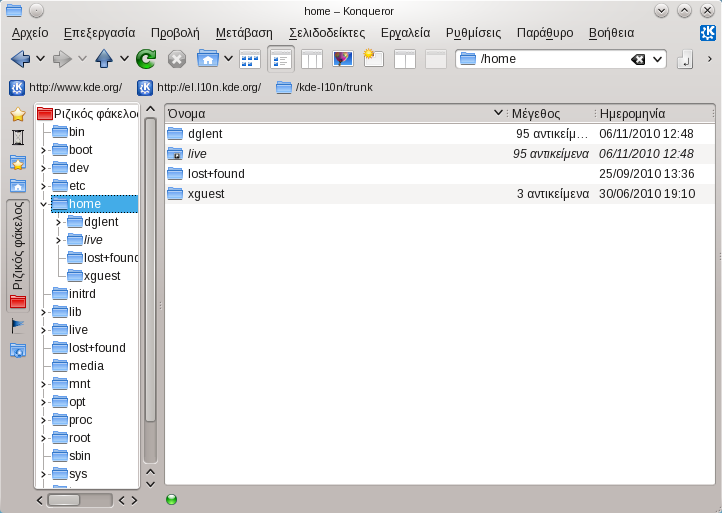 home – Konqueror
Αρχείο Επεξεργασία Προβολή Μετάβαση Σελιδοδείκτες Εργαλεία Ρυθμίσεις Παράθυρο Βοήθεια
/home
http://www.kde.org/ http://el.l10n.kde.org/ /kde-l10n/trunk
Ριζικός φάκελος
Ριζικός φάκελο
bin
boot
dev
etc
home
dglent
live
lost+found
xguest
initrd
lib
live
lost+found
media
mnt
opt
proc
root
sbin
sys
Όνομα Μέγεθος Ημερομηνία
dglent 95 αντικείμ… 06/11/2010 12:48
live 95 αντικείμενα 06/11/2010 12:48
lost+found 25/09/2010 13:36
xguest 3 αντικείμενα 30/06/2010 19:10